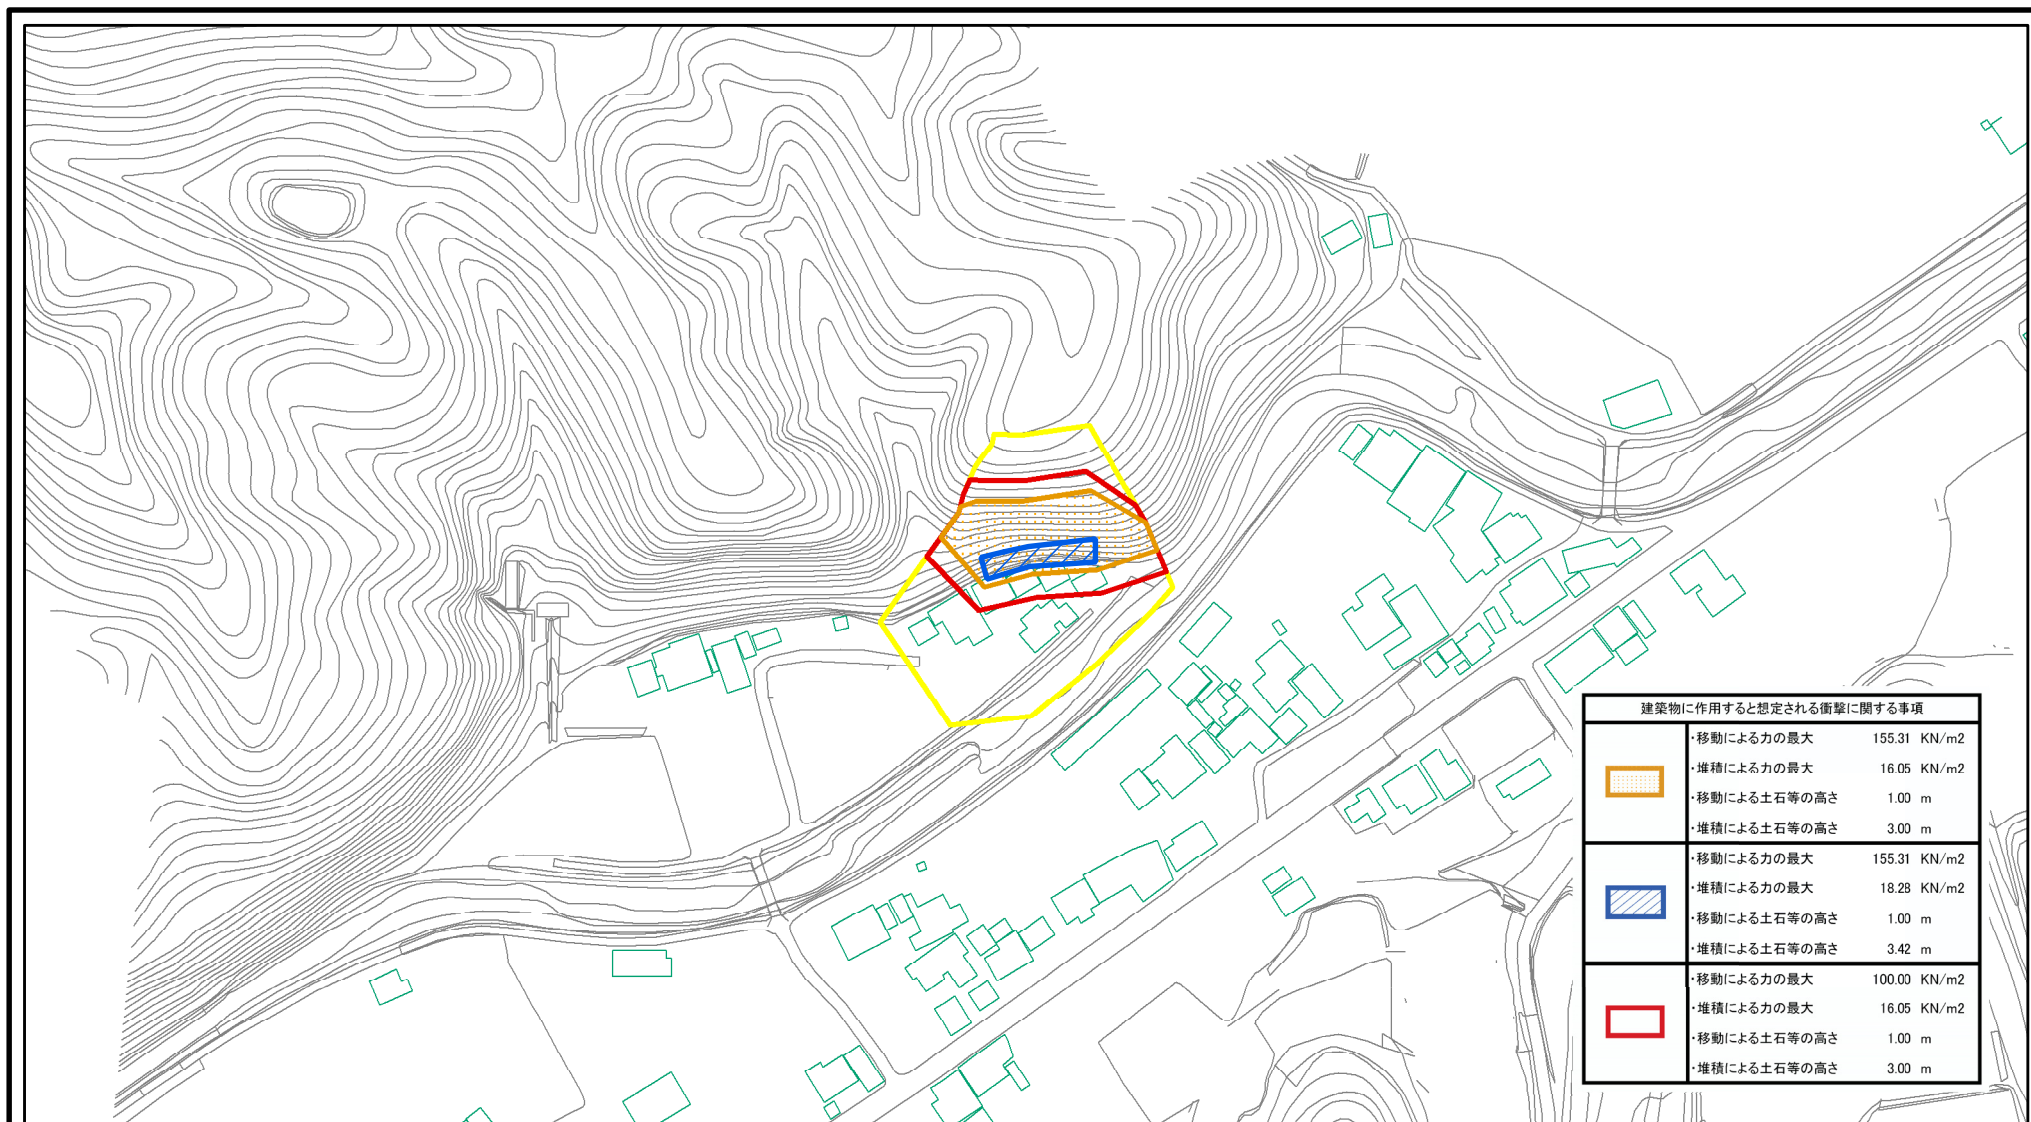 建築物に作用すると想定される衝撃に関する事項
・移動による力の最大 155.31 KN/m2
・堆積による力の最大 16.05 KN/m2
・移動による土石等の高さ 1.00 m
・堆積による土石等の高さ 3.00 m
・移動による力の最大 155.31 KN/m2
・堆積による力の最大 18.28 KN/m2
・移動による土石等の高さ 1.00 m
・堆積による土石等の高さ 3.42 m
・移動による力の最大 100.00 KN/m2
・堆積による力の最大 16.05 KN/m2
・移動による土石等の高さ 1.00 m
・堆積による土石等の高さ 3.00 m